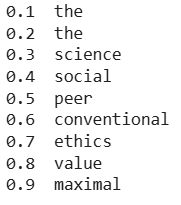 0.1 the
0.2 the
0.3 science
0.4 social
0.5 peer
0.6 conventional
0.7 ethics
0.8 value
0.9 maximal